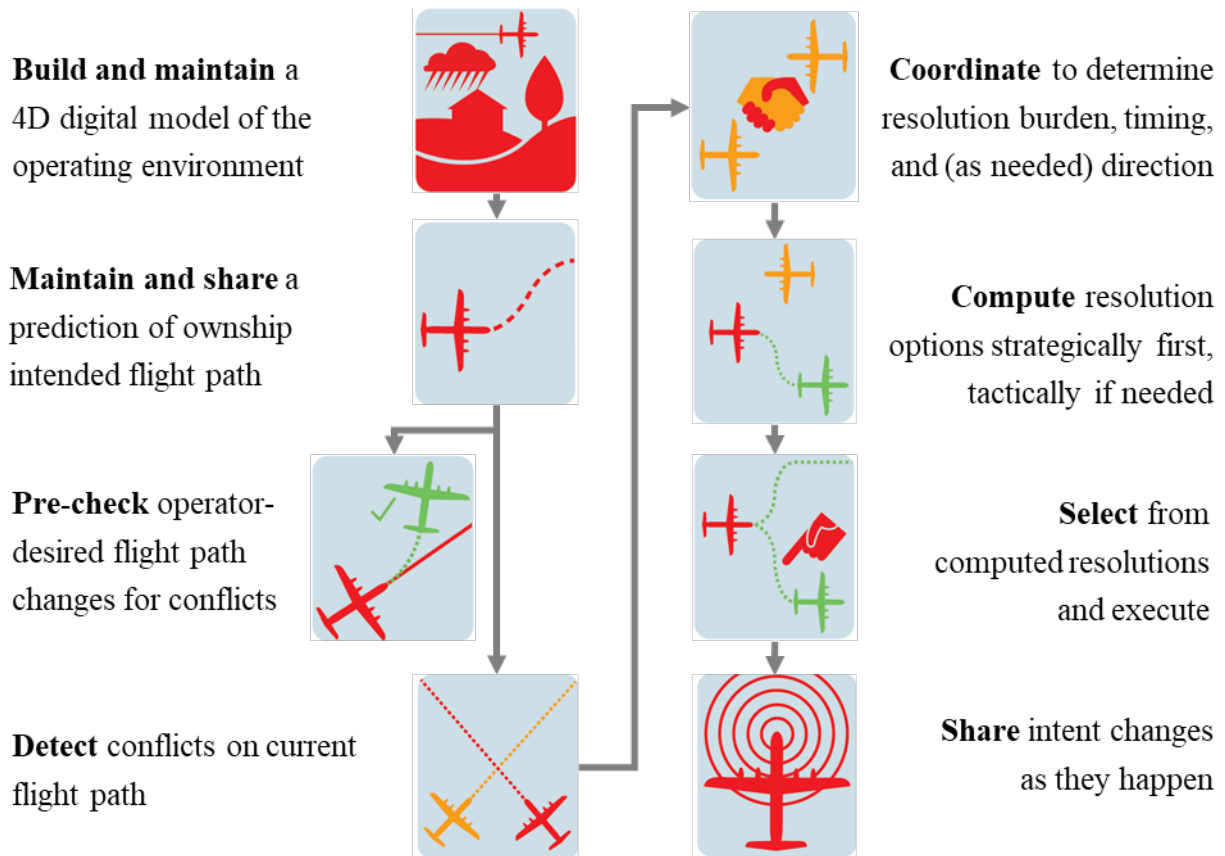 Build and maintain a
4D digital model of the
operating environment
Maintain and share a
prediction of ownship
intended flight path
Pre-check operator-
desired flight path
changes for conflicts
Detect conflicts on current
flight path
Coordinate to determine
resolution burden, timing,
and (as needed) direction
Compute resolution
options strategically first,
tactically if needed
Select from
computed resolutions
and execute
Share intent changes
as they happen